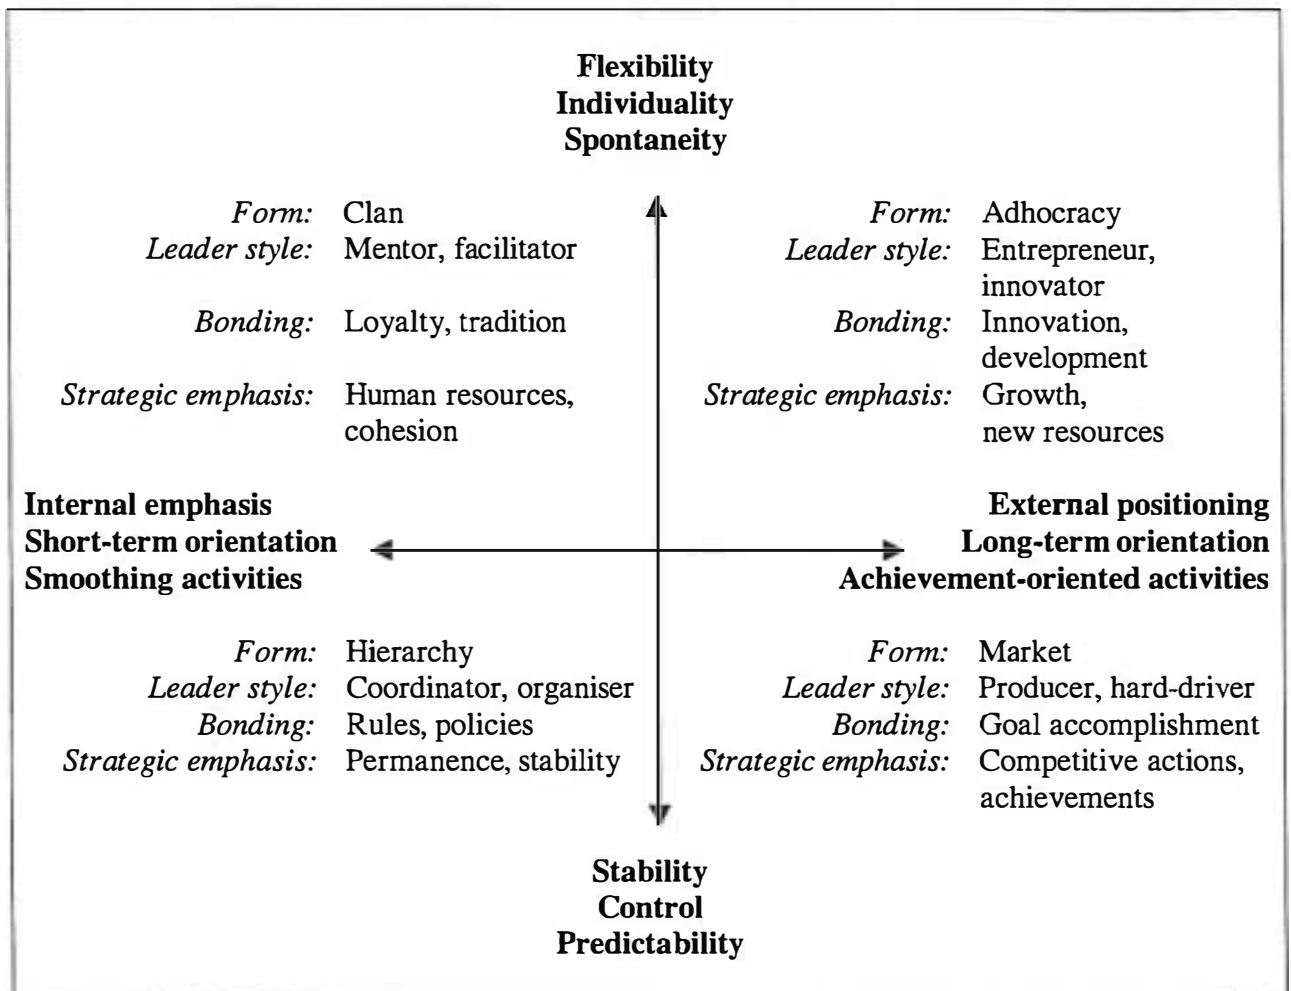 Flexibility
Individuality
Spontaneity
Form: Clan
Leader style: Mentor, facilitator
Bonding: Loyalty, tradition
Strategic emphasis: Human resources,
cohesion
Form: Adhocracy
Leader style: Entrepreneur,
innovator
Bonding: Innovation,
development
Strategic emphasis: Growth,
new resources
Internal emphasis
Short-term orientation
Smoothing activities
External positioning
Long-term orientation
Achievement-oriented activities
Form: Hierarchy
Leader style: Coordinator, organiser
Bonding: Rules, policies
Strategic emphasis: Permanence, stability
Form: Market
Leader style: Producer, hard-driver
Bonding: Goal accomplishment
Strategic emphasis: Competitive actions,
achievements
Stability
Control
Predictability